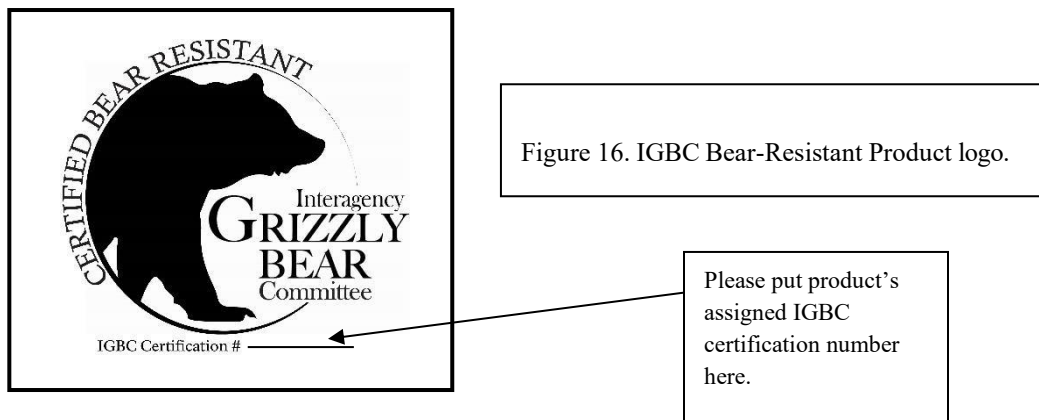 CERTIFIED BEAR RESISTANT
Interagency
GRIZZLY
BEAR
Committee
IGBC Certification #
Figure 16. IGBC Bear-Resistant Product logo.
Please put product’s
assigned IGBC
certification number
here.